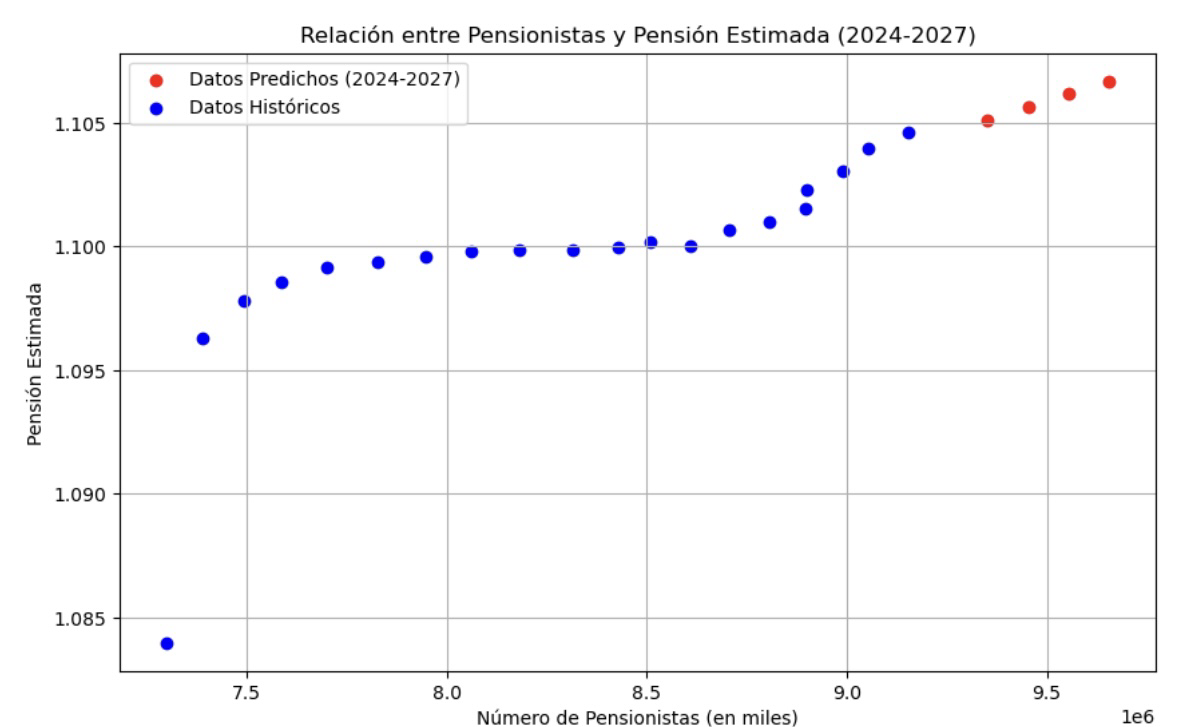 Relación entre Pensionistas y Pensión Estimada (2024-2027)
Datos Predichos (2024-2027)
Datos Históricos
Pensión Estimada
1.105
1.100
1.095
1.090
1.085
7.5 8.0 8.5 9.0 9.5
1e6
Número de Pensionistas (en miles)